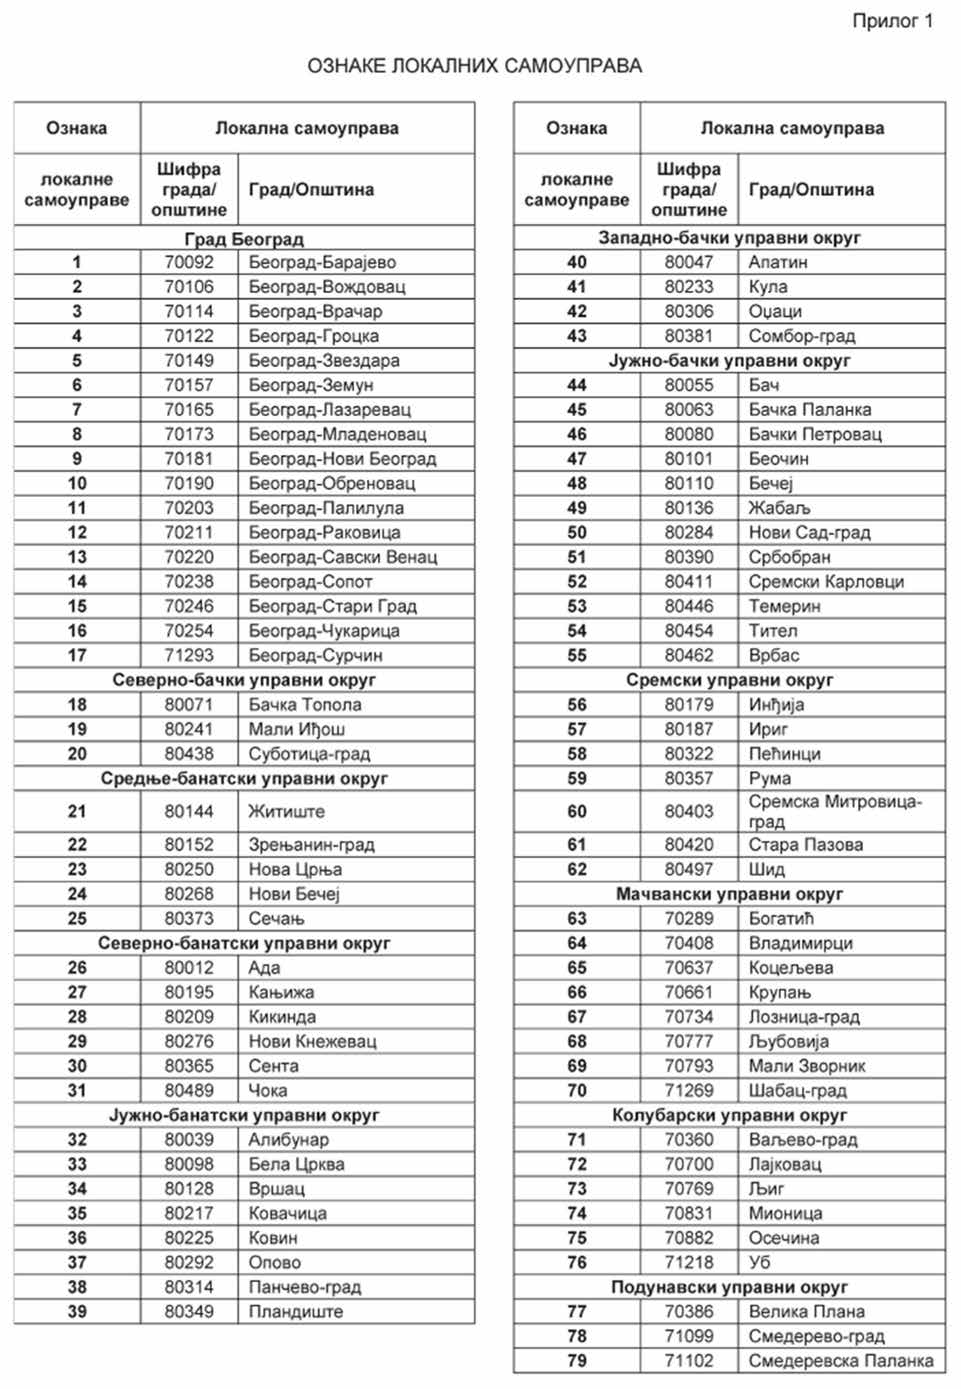 Прилог 1
ОЗНАКЕ ЛОКАЛНИХ САМОУПРАВА
Ознака Локална самоуправа
локалне самоуправе Шифра града/ општине Град/Општина
Град Београд
1 70092 Београд-Барајево
2 70106 Београд-Вождовац
3 70114 Београд-Врачар
4 70122 Београд-Гроцка
5 70149 Београд-Звездара
6 70157 Београд-Земун
7 70165 Београд-Лазаревац
8 70173 Београд-Младеновац
9 70181 Београд-Нови Београд
10 70190 Београд-Обреновац
11 70203 Београд-Палилула
12 70211 Београд-Раковица
13 70220 Београд-Савски Венац
14 70238 Београд-Сопот
15 70246 Београд-Стари Град
16 70254 Београд-Чукарица
17 71293 Београд-Сурчин
Северно-бачки управни округ
18 80071 Бачка Топола
19 80241 Мали Иђош
20 80438 Суботица-град
Средње-банатски управни округ
21 80144 Житиште
22 80152 Зрењанин-град
23 80250 Нова Црња
24 80268 Нови Бечеј
25 80373 Сечањ
Северно-банатски управни округ
26 80012 Ада
27 80195 Кањижа
28 80209 Кикинда
29 80276 Нови Кнежевац
30 80365 Сента
31 80489 Чока
Јужно-банатски управни округ
32 80039 Алибунар
33 80098 Бела Црква
34 80128 Вршац
35 80217 Ковачица
36 80225 Ковин
37 80292 Опово
38 80314 Панчево-град
39 80349 Пландиште
Ознака Локална самоуправа
локалне самоуправе Шифра града/ општине Град/Општина
Западно-бачки управни округ
40 80047 Апатин
41 80233 Кула
42 80306 Оџаци
43 80381 Сомбор-град
Јужно-бачки управни округ
44 80055 Бач
45 80063 Бачка Паланка
46 80080 Бачки Петровац
47 80101 Беочин
48 80110 Бечеј
49 80136 Жабаљ
50 80284 Нови Сад-град
51 80390 Србобран
52 80411 Сремски Карловци
53 80446 Темерин
54 80454 Тител
55 80462 Врбас
Сремски управни округ
56 80179 Инђија
57 80187 Ириг
58 80322 Пећинци
59 80357 Рума
60 80403 Сремска Митровица-
град
61 80420 Стара Пазова
62 80497 Шид
Мачвански управни округ
63 70289 Богатић
64 70408 Владимирци
65 70637 Коцељева
66 70661 Крупањ
67 70734 Лозница-град
68 70777 Љубовија
69 70793 Мали Зворник
70 71269 Шабац-град
Колубарски управни округ
71 70360 Ваљево-град
72 70700 Лајковац
73 70769 Љиг
74 70831 Мионица
75 70882 Осечина
76 71218 Уб
Подунавски управни округ
77 70386 Велика Плана
78 71099 Смедерево-град
79 71102 Смедеревска Паланка